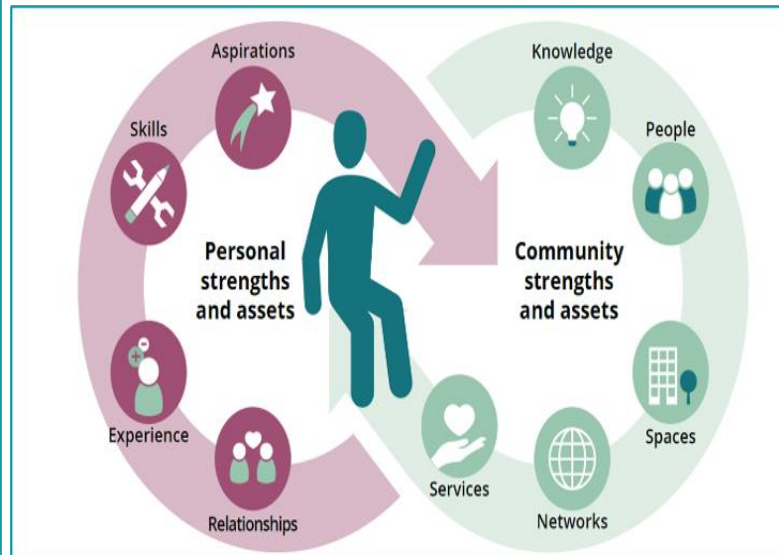 Aspirations
Skills
Personal
strengths
and assets
Experience
Relationships
Knowledge
People
Community
strengths
and assets
Spaces
Services
Networks